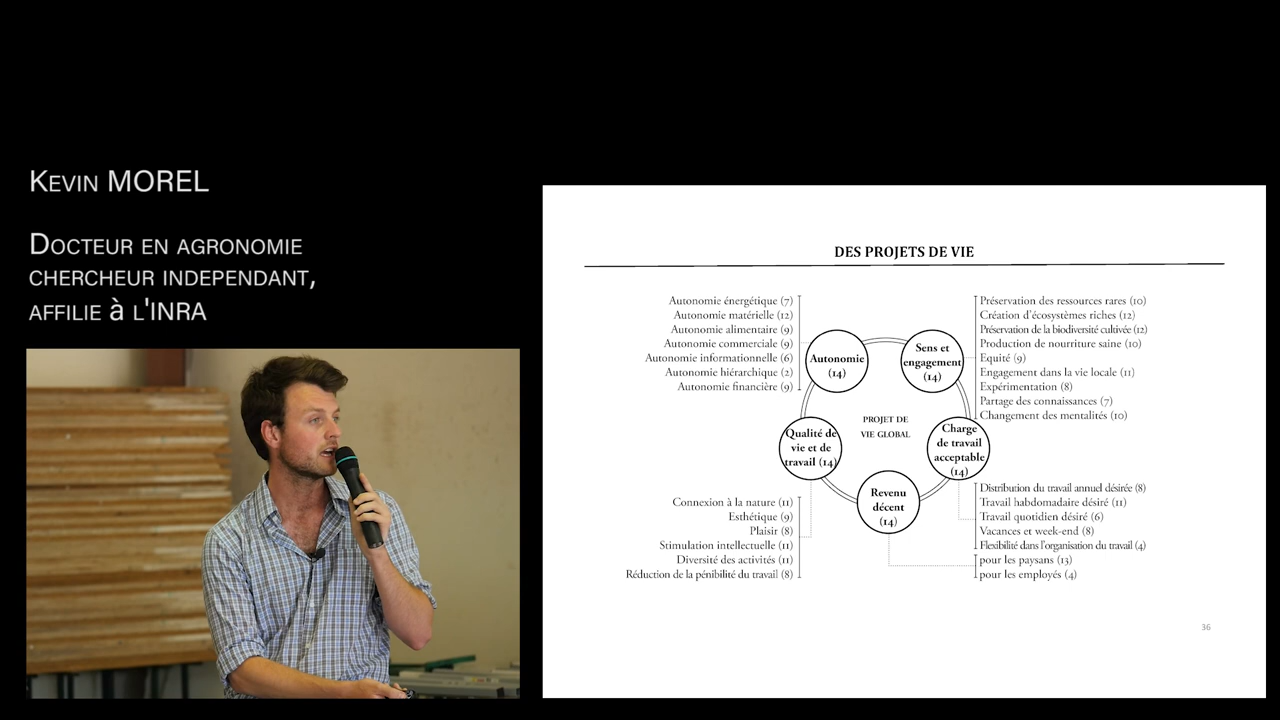 Kevin MOREL
Docteur en agronomie
chercheur independant,
affilie à l'INRA
DES PROJETS DE VIE
Autonomie énergétique (7)
Autonomie matérielle (12)
Autonomie alimentaire (9)
Autonomie commerciale (9)
Autonomie informationnelle (6)
Autonomie hiérarchique (2)
Autonomie financière (9)
Autonomie
(14)
Sens et
engagement
(14)
Préservation des ressources rares (10)
Création d'écosystèmes riches (12)
Préservation de la biodiversité cultivée (12)
Production de nourriture saine (10)
Equité (9)
Engagement dans la vie locale (11)
Expérimentation (8)
Partage des connaissances (7)
Changement des mentalités (10)
PROJET DE
VIE GLOBAL
Qualité de
vie et de
travail (14)
Charge
de travail
acceptable
(14)
Revenu
décent
(14)
Connexion à la nature (11)
Esthétique (9)
Plaisir (8)
Stimulation intellectuelle (11)
Diversité des activités (11)
Réduction de la pénibilité du travail (8)
Distribution du travail annuel désirée (8)
Travail habdomadaire désiré (11)
Travail quotidien désiré (6)
Vacances et week-end (8)
Flexibilité dans l'organisation du travail (4)
pour les paysans (13)
pour les employés (4)
36